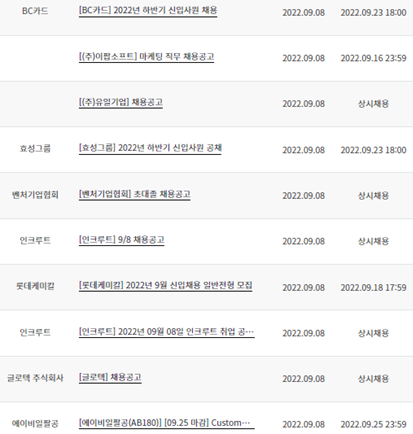 BC카드 [BC카드] 2022년 하반기 신입사원 채용 2022.09.08 2022.09.23 18:00
[(주)이팝소프트] 마케팅 직무 채용공고 2022.09.08 2022.09.16 23:59
[(주)유일기업] 채용공고 2022.09.08 상시채용
효성그룹 [효성그룹] 2022년 하반기 신입사원 공채 2022.09.08 2022.09.23 18:00
벤처기업협회 [벤처기업협회] 초대졸 채용공고 2022.09.08 상시채용
인크루트 [인크루트] 9/8 채용공고 2022.09.08 상시채용
롯데케미칼 [롯데케미칼] 2022년 9월 신입채용 일반전형 모집 2022.09.08 2022.09.18 17:59
인크루트 [인크루트] 2022년 09월 08일 인크루트 취업 공… 2022.09.08 상시채용
글로텍 주식회사 [글로텍] 채용공고 2022.09.08 상시채용
에이비일팔공 [에이비일팔공(AB180)] [09.25 마감] Custom… 2022.09.08 2022.09.25 23:59